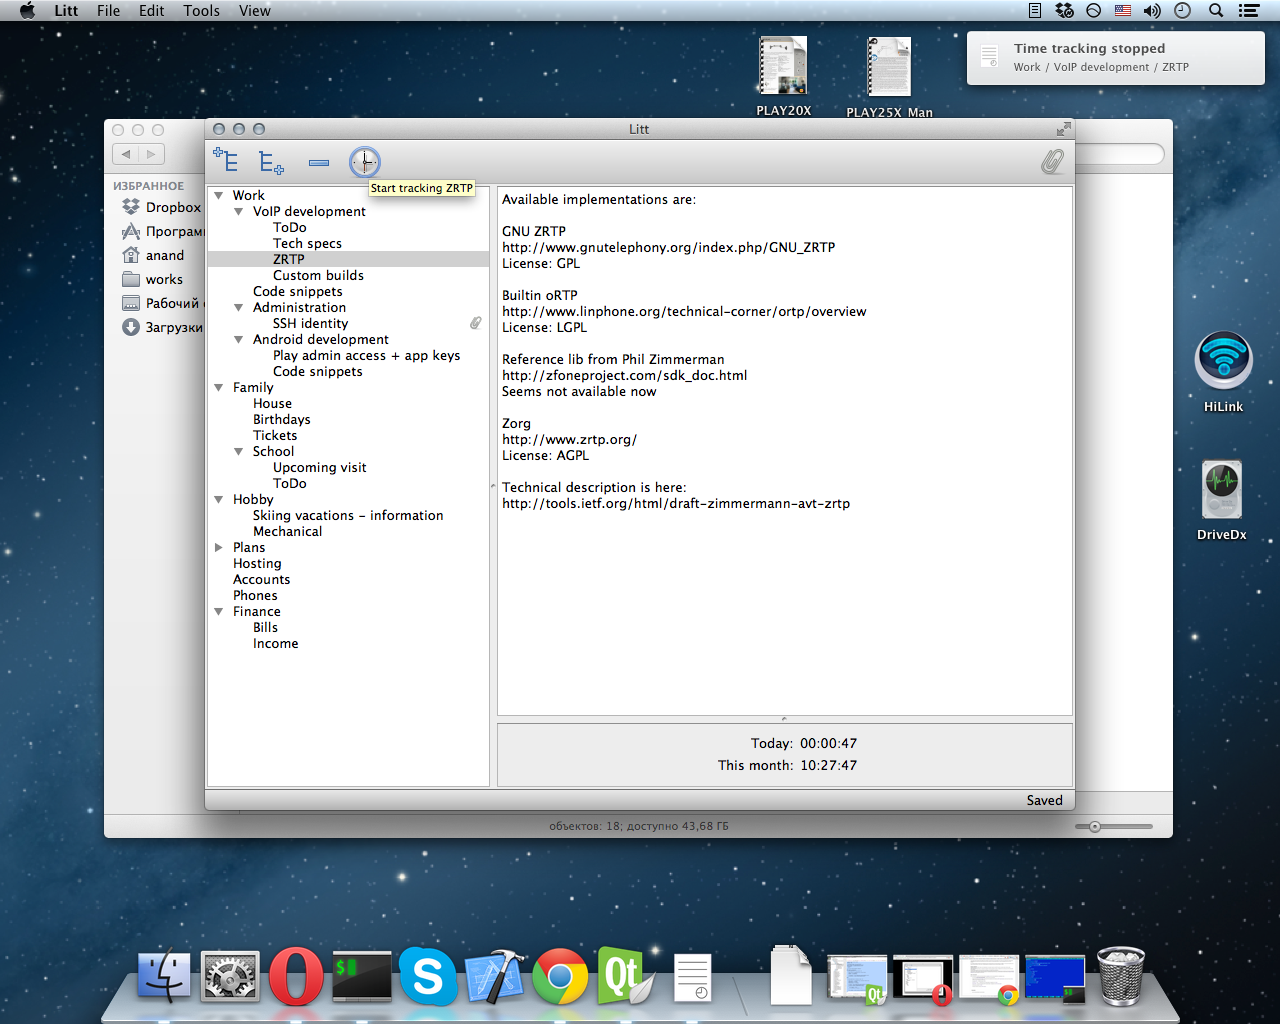 Litt File Edit Tools View
Time tracking stopped
Work / VoIP development / ZRTP
PLAY20X
PLAY25X_Man
Litt
Start tracking ZRTP
ИЗБРАННОЕ
Dropbox
Програм
anand
works
Рабочий
Загрузки
Work
VoIP development
ToDo
Tech specs
ZRTP
Custom builds
Code snippets
Administration
SSH identity
Android development
Play admin access + app keys
Code snippets
Family
House
Birthdays
Tickets
School
Upcoming visit
ToDo
Hobby
Skiing vacations - information
Mechanical
Plans
Hosting
Accounts
Phones
Finance
Bills
Income
Available implementations are:
GNU ZRTP
http://www.gnutelephony.org/index.php/GNU_ZRTP
License: GPL
Builtin oRTP
http://www.linphone.org/technical-corner/ortp/overview
License: LGPL
Reference lib from Phil Zimmerman
http://zfoneproject.com/sdk_doc.html
Seems not available now
Zorg
http://www.zrtp.org/
License: AGPL
Technical description is here:
http://tools.ietf.org/html/draft-zimmermann-avt-zrtp
Today: 00:00:47
This month: 10:27:47
Saved
объектов: 18; доступно 43,68 ГБ
HiLink
DriveDx
$
S
Qt
Qt